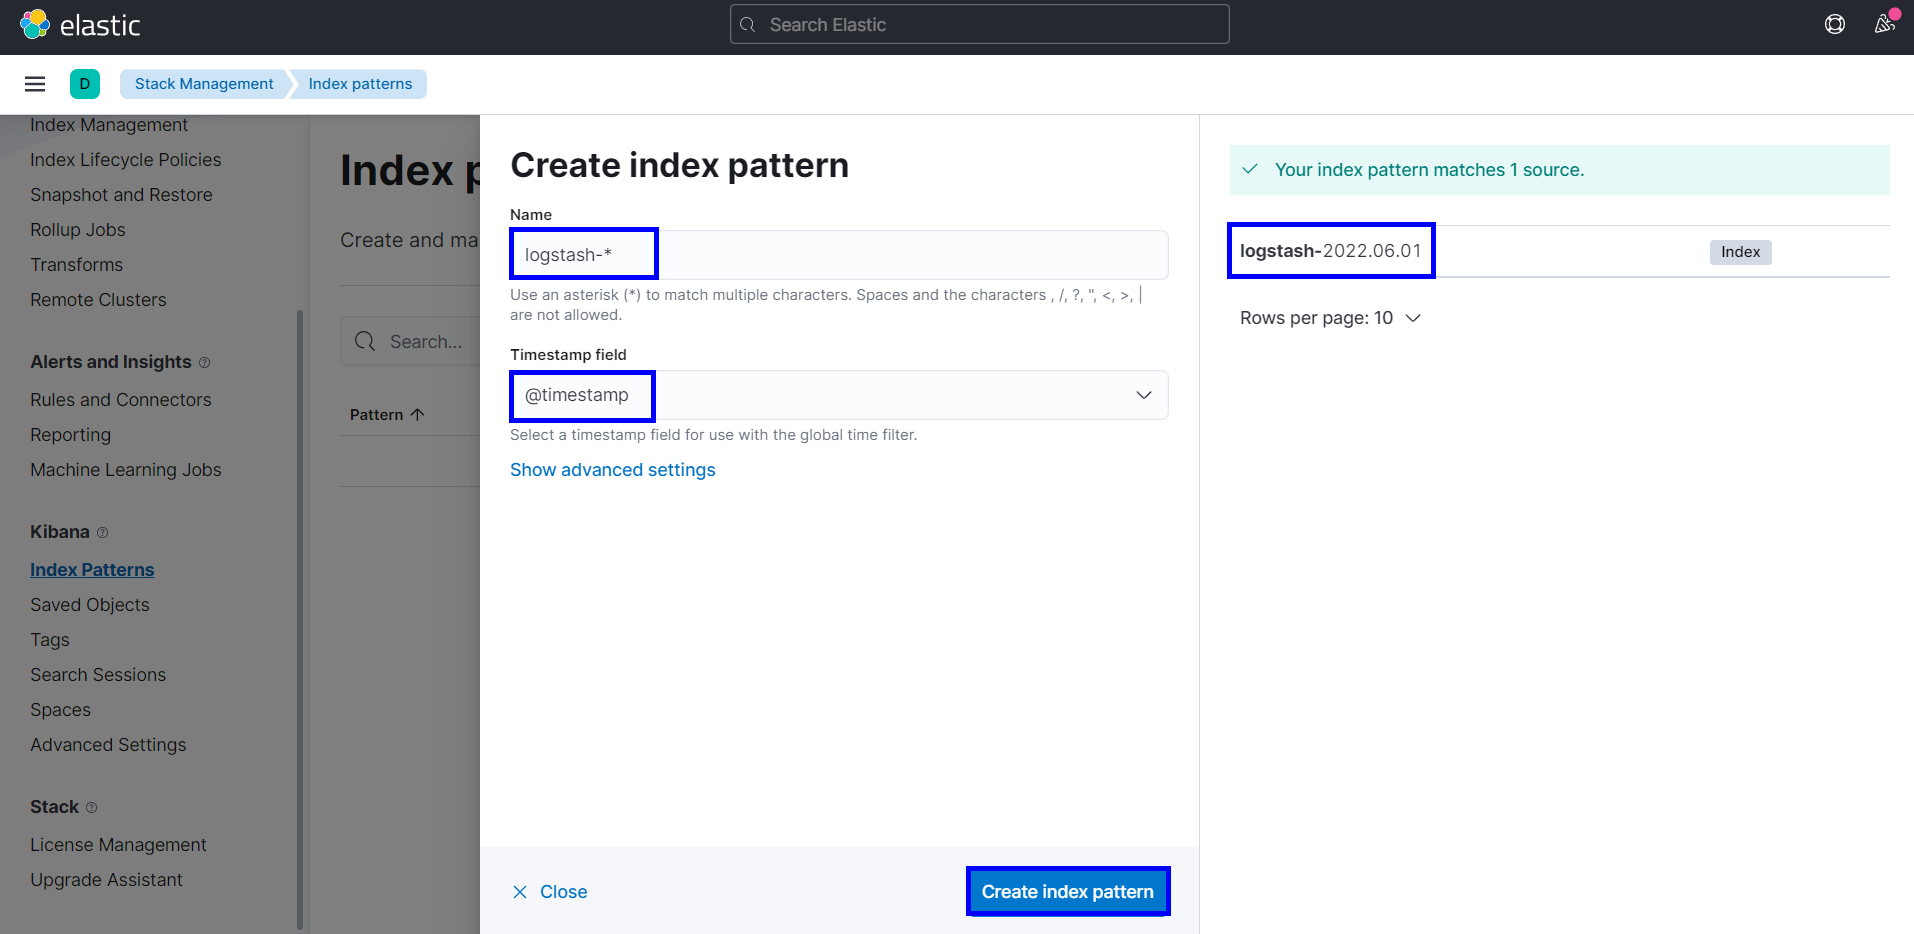 elastic
Search Elastic
D
Stack Management
Index patterns
Index Management
Index Lifecycle Policies
Snapshot and Restore
Rollup Jobs
Transforms
Remote Clusters
Alerts and Insights
Rules and Connectors
Reporting
Machine Learning Jobs
Kibana
Index Patterns
Saved Objects
Tags
Search Sessions
Spaces
Advanced Settings
Stack
License Management
Upgrade Assistant
Index p
Create and ma
Search...
Pattern
Create index pattern
Name
logstash-*
Use an asterisk (*) to match multiple characters. Spaces and the characters , /, ?, ", <, >, |
are not allowed.
Timestamp field
@timestamp
Select a timestamp field for use with the global time filter.
Show advanced settings
Close
Create index pattern
Your index pattern matches 1 source.
logstash-2022.06.01
Index
Rows per page: 10